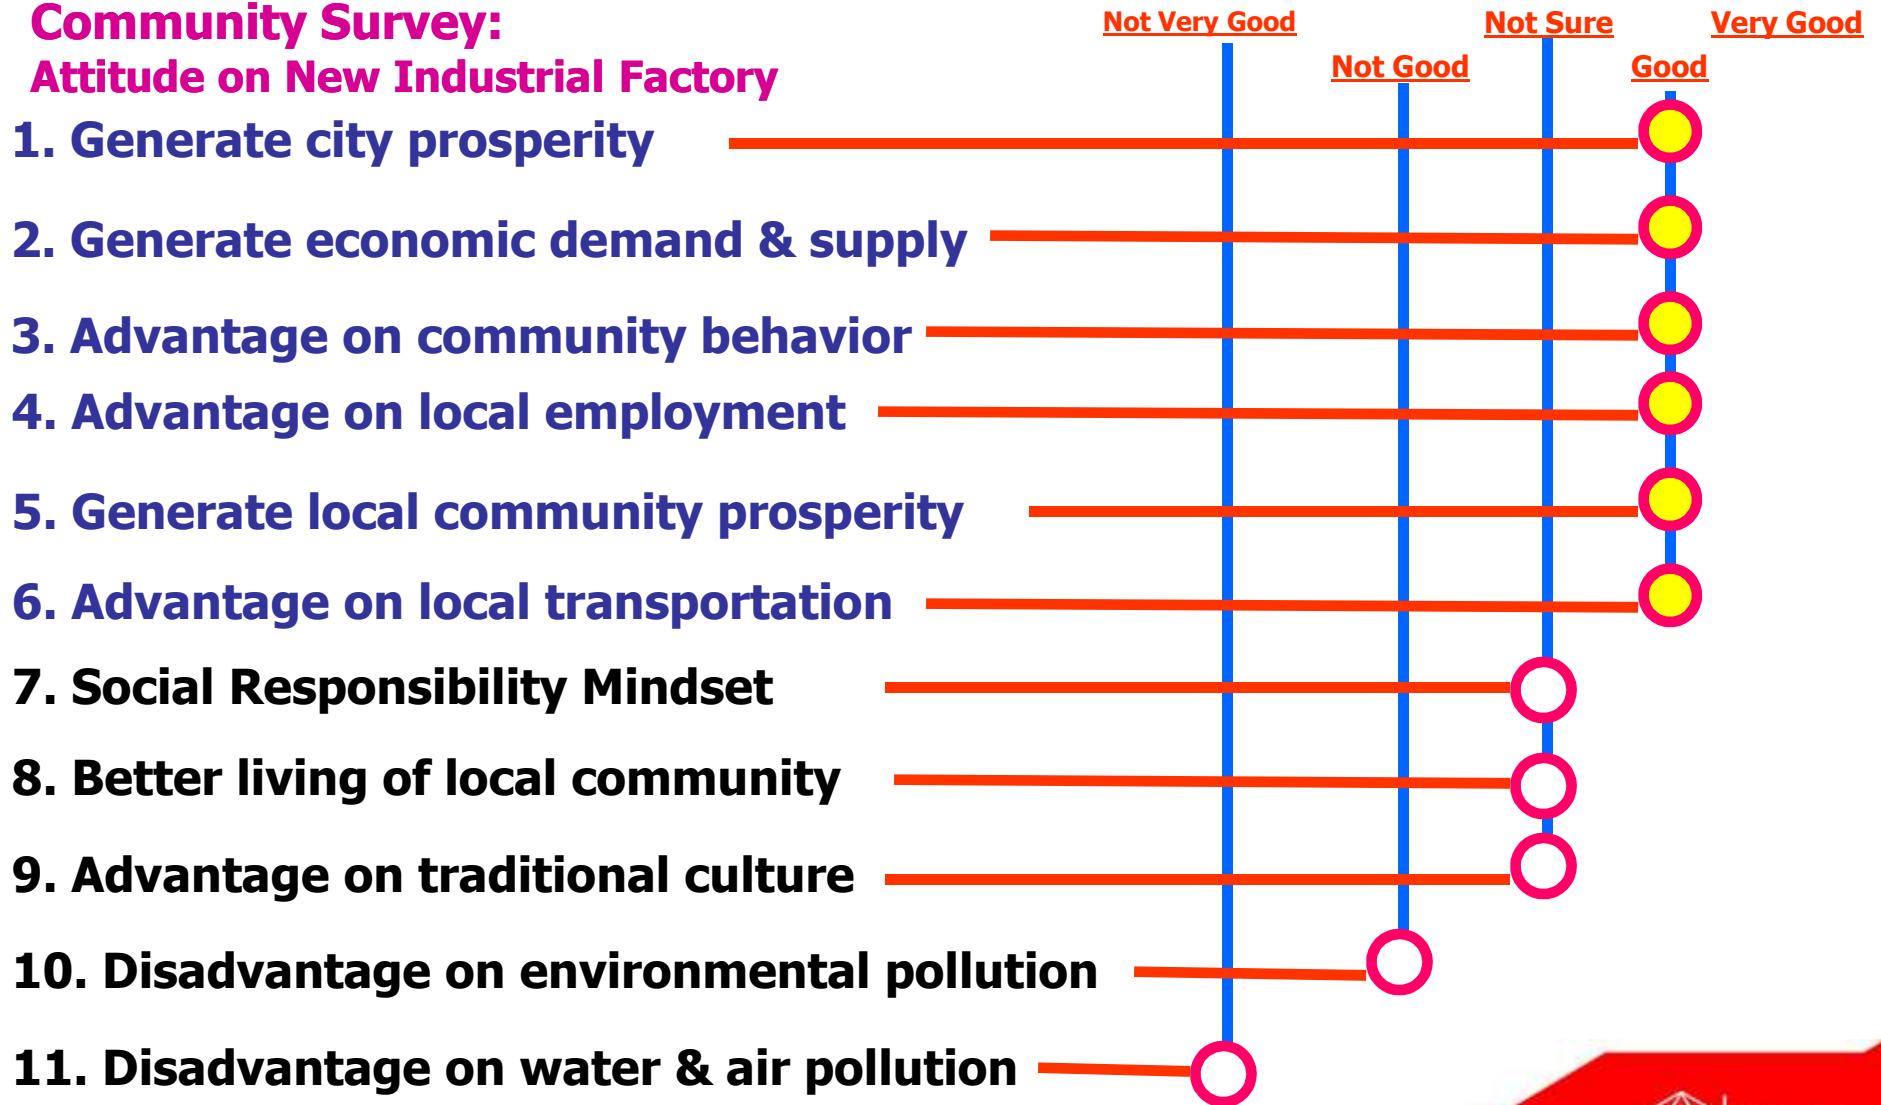 Community Survey:
Attitude on New Industrial Factory
Not Very Good
Not Good
Not Sure
Good
Very Good
1. Generate city prosperity
2. Generate economic demand & supply
3. Advantage on community behavior
4. Advantage on local employment
5. Generate local community prosperity
6. Advantage on local transportation
7. Social Responsibility Mindset
8. Better living of local community
9. Advantage on traditional culture
10. Disadvantage on environmental pollution
11. Disadvantage on water & air pollution